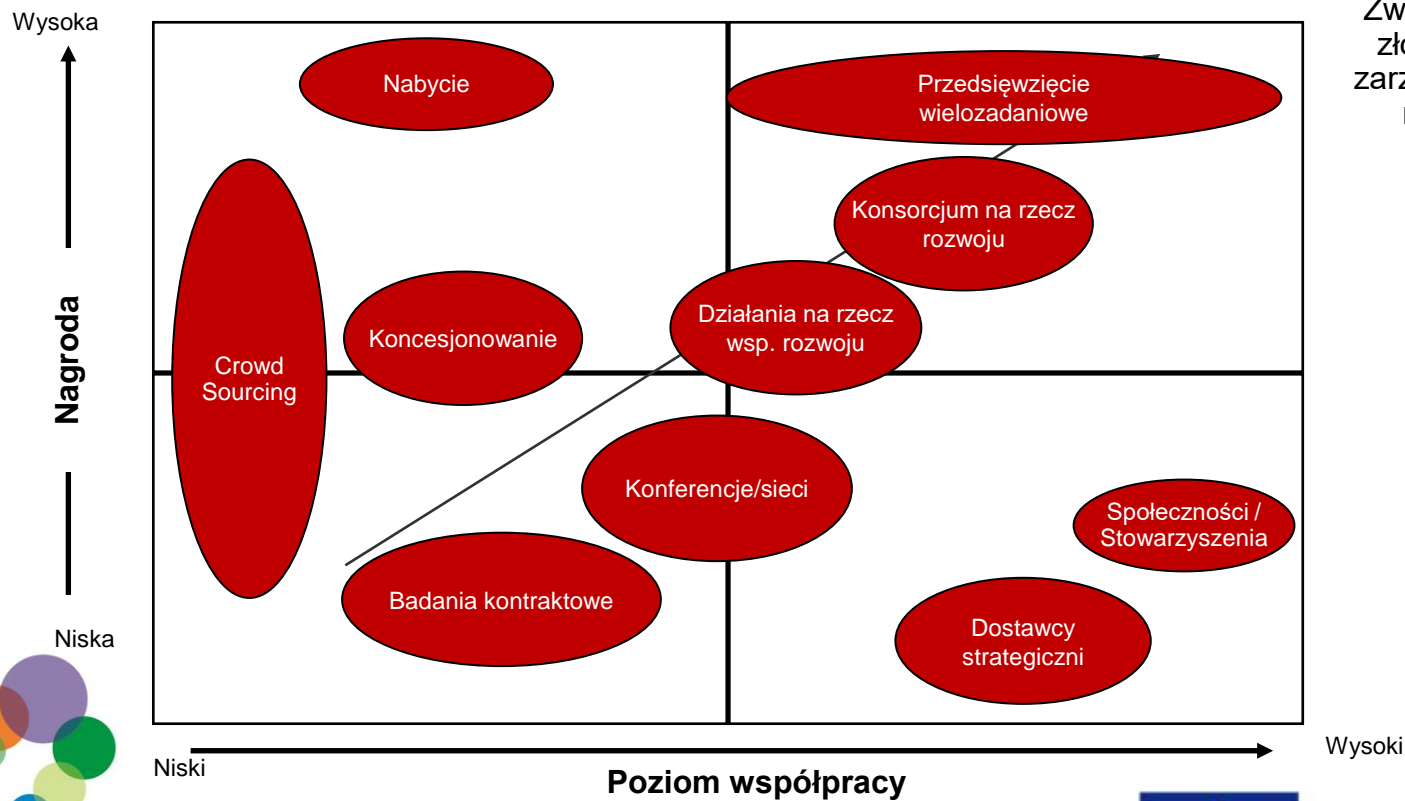 Wysoka
Nabycie
Przedsięwzięcie
wielozadaniowe
Konsorcjum na rzecz
rozwoju
Działania na rzecz
wsp. rozwoju
Koncesjonowanie
Crowd
Sourcing
Nagroda
Konferencje/sieci
Społeczności /
Stowarzyszenia
Badania kontraktowe
Dostawcy
strategiczni
Niska
Niski
Poziom współpracy
Wysoki